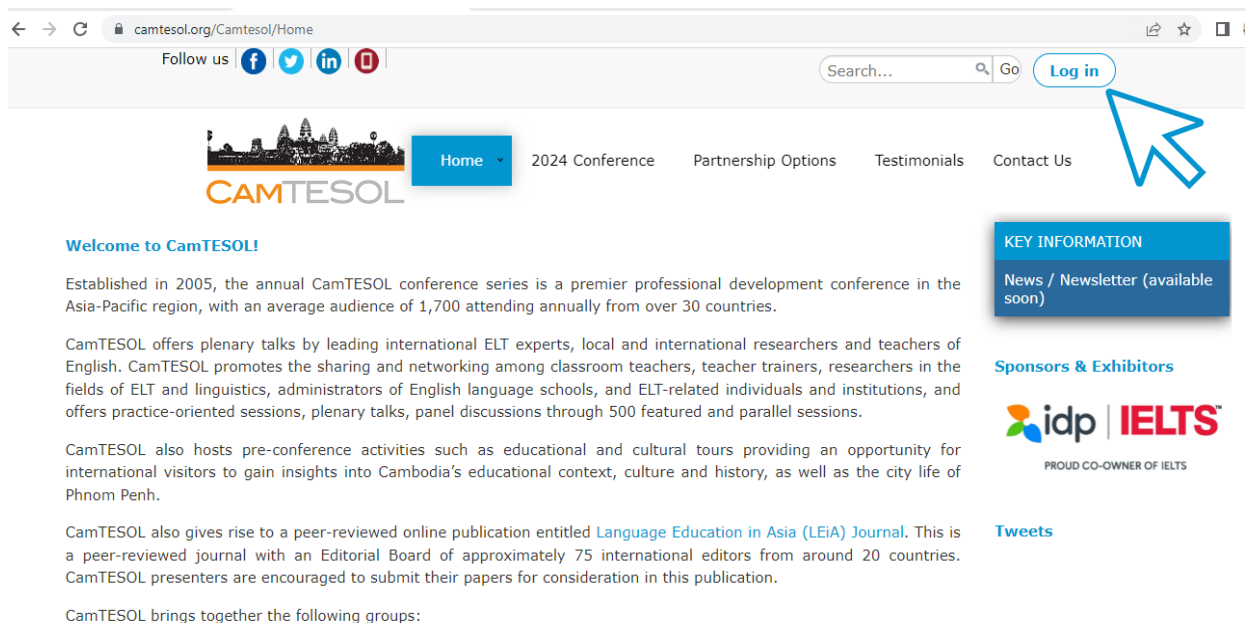 camtesol.org/Camtesol/Home
Follow us
Search...
Go
Log in
CAMTESOL
Home
2024 Conference
Partnership Options
Testimonials
Contact Us
Welcome to CamTESOL!
Established in 2005, the annual CamTESOL conference series is a premier professional development conference in the
Asia-Pacific region, with an average audience of 1,700 attending annually from over 30 countries.
CamTESOL offers plenary talks by leading international ELT experts, local and international researchers and teachers of
English. CamTESOL promotes the sharing and networking among classroom teachers, teacher trainers, researchers in the
fields of ELT and linguistics, administrators of English language schools, and ELT-related individuals and institutions, and
offers practice-oriented sessions, plenary talks, panel discussions through 500 featured and parallel sessions.
CamTESOL also hosts pre-conference activities such as educational and cultural tours providing an opportunity for
international visitors to gain insights into Cambodia’s educational context, culture and history, as well as the city life of
Phnom Penh.
CamTESOL also gives rise to a peer-reviewed online publication entitled Language Education in Asia (LEiA) Journal. This is
a peer-reviewed journal with an Editorial Board of approximately 75 international editors from around 20 countries.
CamTESOL presenters are encouraged to submit their papers for consideration in this publication.
CamTESOL brings together the following groups:
KEY INFORMATION
News / Newsletter (available
soon)
Sponsors & Exhibitors
idp | IELTS™
PROUD CO-OWNER OF IELTS
Tweets